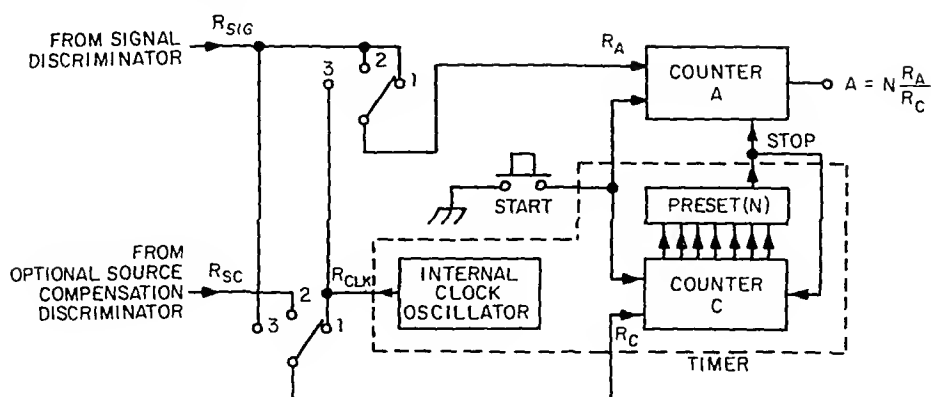 FROM SIGNAL
DISCRIMINATOR
R_SIG
2
3
1
R_A
COUNTER
A
A = N R_A/R_C
STOP
START
PRESET(N)
FROM
OPTIONAL SOURCE
COMPENSATION
DISCRIMINATOR
R_SC
R_CLK
INTERNAL
CLOCK
OSCILLATOR
COUNTER
C
2
3
1
R_C
TIMER